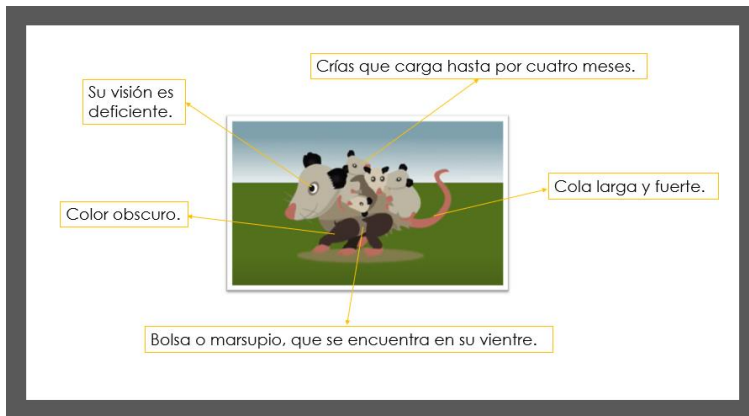 Crías que carga hasta por cuatro meses.
Su visión es
deficiente.
Cola larga y fuerte.
Color obscuro.
Bolsa o marsupio, que se encuentra en su vientre.